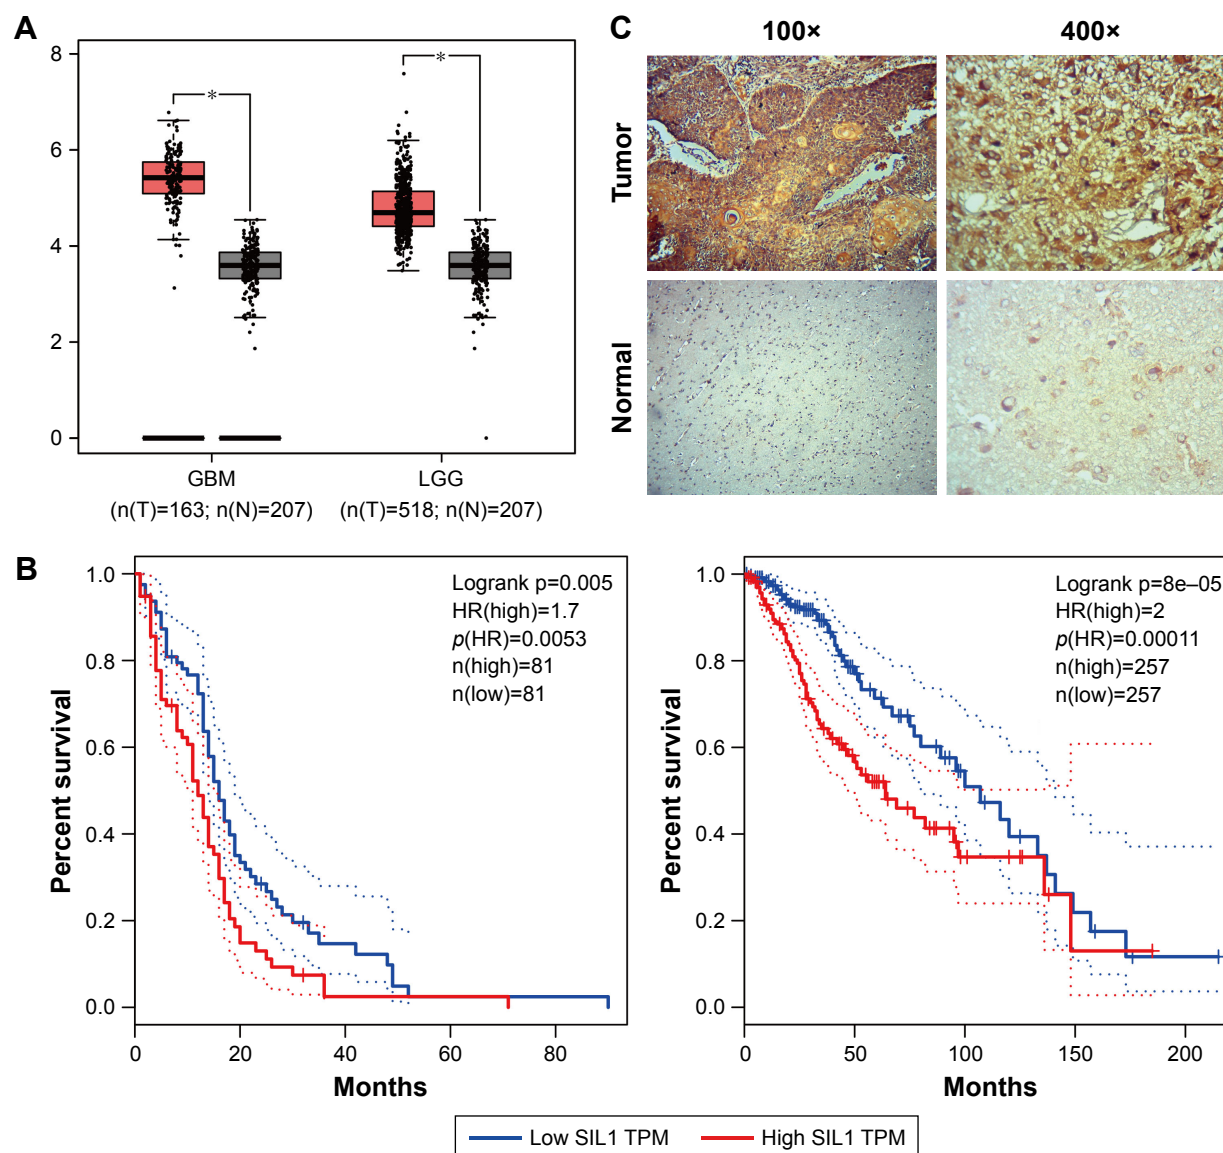 A
8
6
4
2
0
*
*
GBM
LGG
(n(T)=163; n(N)=207)
(n(T)=518; n(N)=207)
C
100×
400×
Tumor
Normal
B
Percent survival
1.0
0.8
0.6
0.4
0.2
0.0
Logrank p=0.005
HR(high)=1.7
p(HR)=0.0053
n(high)=81
n(low)=81
0
20
40
60
80
Months
Percent survival
1.0
0.8
0.6
0.4
0.2
0.0
Logrank p=8e−05
HR(high)=2
p(HR)=0.00011
n(high)=257
n(low)=257
0
50
100
150
200
Months
Low SIL1 TPM
High SIL1 TPM